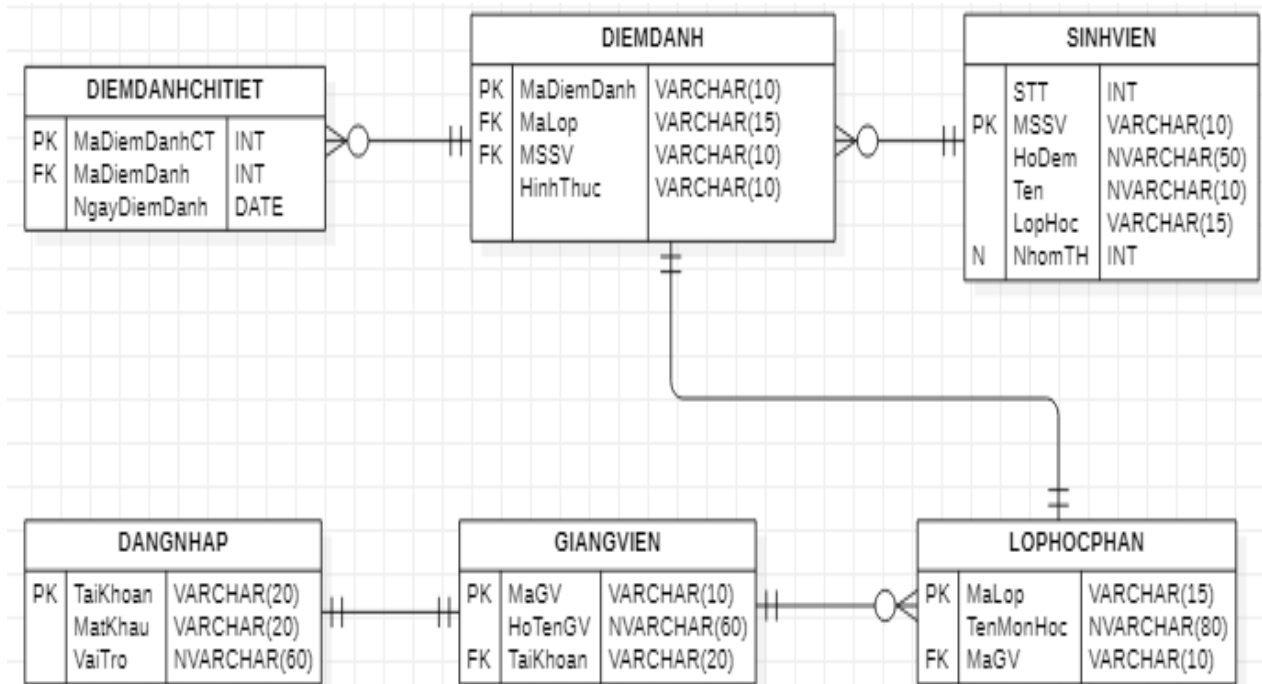 DIEMDANHCHITIET
PK MaDiemDanhCT INT
FK MaDiemDanh INT
NgayDiemDanh DATE
DIEMDANH
PK MaDiemDanh VARCHAR(10)
FK MaLop VARCHAR(15)
FK MSSV VARCHAR(10)
HinhThuc VARCHAR(10)
SINHVIEN
STT INT
PK MSSV VARCHAR(10)
HoDem NVARCHAR(50)
Ten NVARCHAR(10)
LopHoc VARCHAR(15)
N NhomTH INT
DANGNHAP
PK TaiKhoan VARCHAR(20)
MatKhau VARCHAR(20)
VaiTro NVARCHAR(60)
GIANGVIEN
PK MaGV VARCHAR(10)
HoTenGV NVARCHAR(60)
FK TaiKhoan VARCHAR(20)
LOPHOCPHAN
PK MaLop VARCHAR(15)
TenMonHoc NVARCHAR(80)
FK MaGV VARCHAR(10)